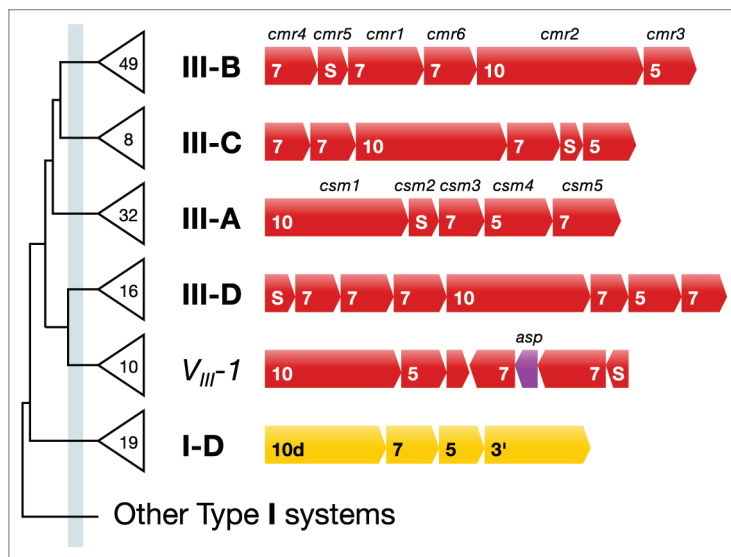 cmr4 cmr5 cmr1 cmr6 cmr2 cmr3
49 III-B 7 S 7 7 10 5
8 III-C 7 7 10 7 S 5
csm1 csm2 csm3 csm4 csm5
32 III-A 10 S 7 5 7
16 III-D S 7 7 7 10 7 5 7
asp
10 VIII-1 10 5 7 7 S
19 I-D 10d 7 5 3'
Other Type I systems